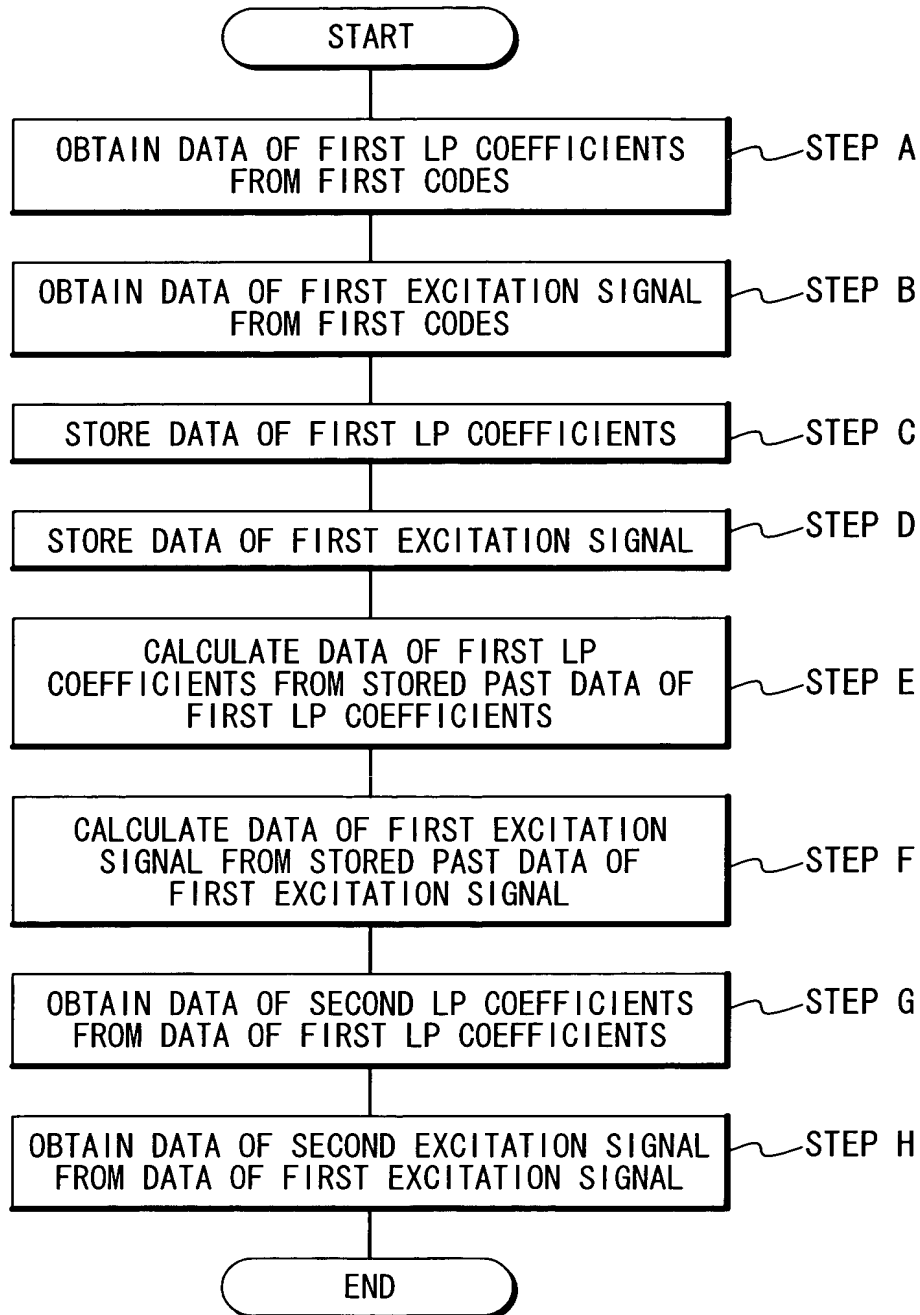 START
OBTAIN DATA OF FIRST LP COEFFICIENTS
FROM FIRST CODES
STEP A
OBTAIN DATA OF FIRST EXCITATION SIGNAL
FROM FIRST CODES
STEP B
STORE DATA OF FIRST LP COEFFICIENTS
STEP C
STORE DATA OF FIRST EXCITATION SIGNAL
STEP D
CALCULATE DATA OF FIRST LP
COEFFICIENTS FROM STORED PAST DATA OF
FIRST LP COEFFICIENTS
STEP E
CALCULATE DATA OF FIRST EXCITATION
SIGNAL FROM STORED PAST DATA OF
FIRST EXCITATION SIGNAL
STEP F
OBTAIN DATA OF SECOND LP COEFFICIENTS
FROM DATA OF FIRST LP COEFFICIENTS
STEP G
OBTAIN DATA OF SECOND EXCITATION SIGNAL
FROM DATA OF FIRST EXCITATION SIGNAL
STEP H
END